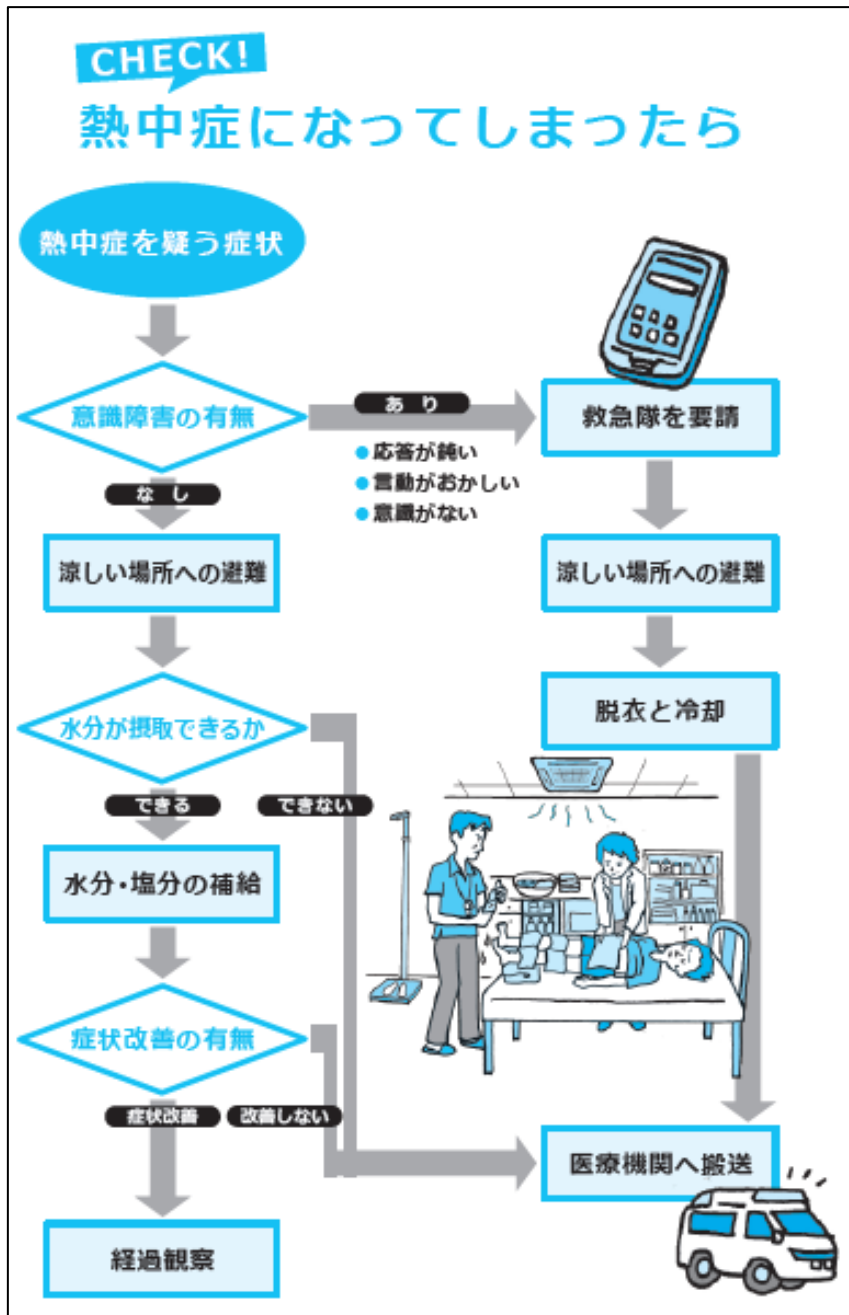 CHECK!
熱中症になってしまったら
熱中症を疑う症状
意識障害の有無
あり
救急隊を要請
●応答が鈍い
●言動がおかしい
●意識がない
なし
涼しい場所への避難
涼しい場所への避難
水分が摂取できるか
脱衣と冷却
できる
できない
水分・塩分の補給
症状改善の有無
症状改善
改善しない
医療機関へ搬送
経過観察